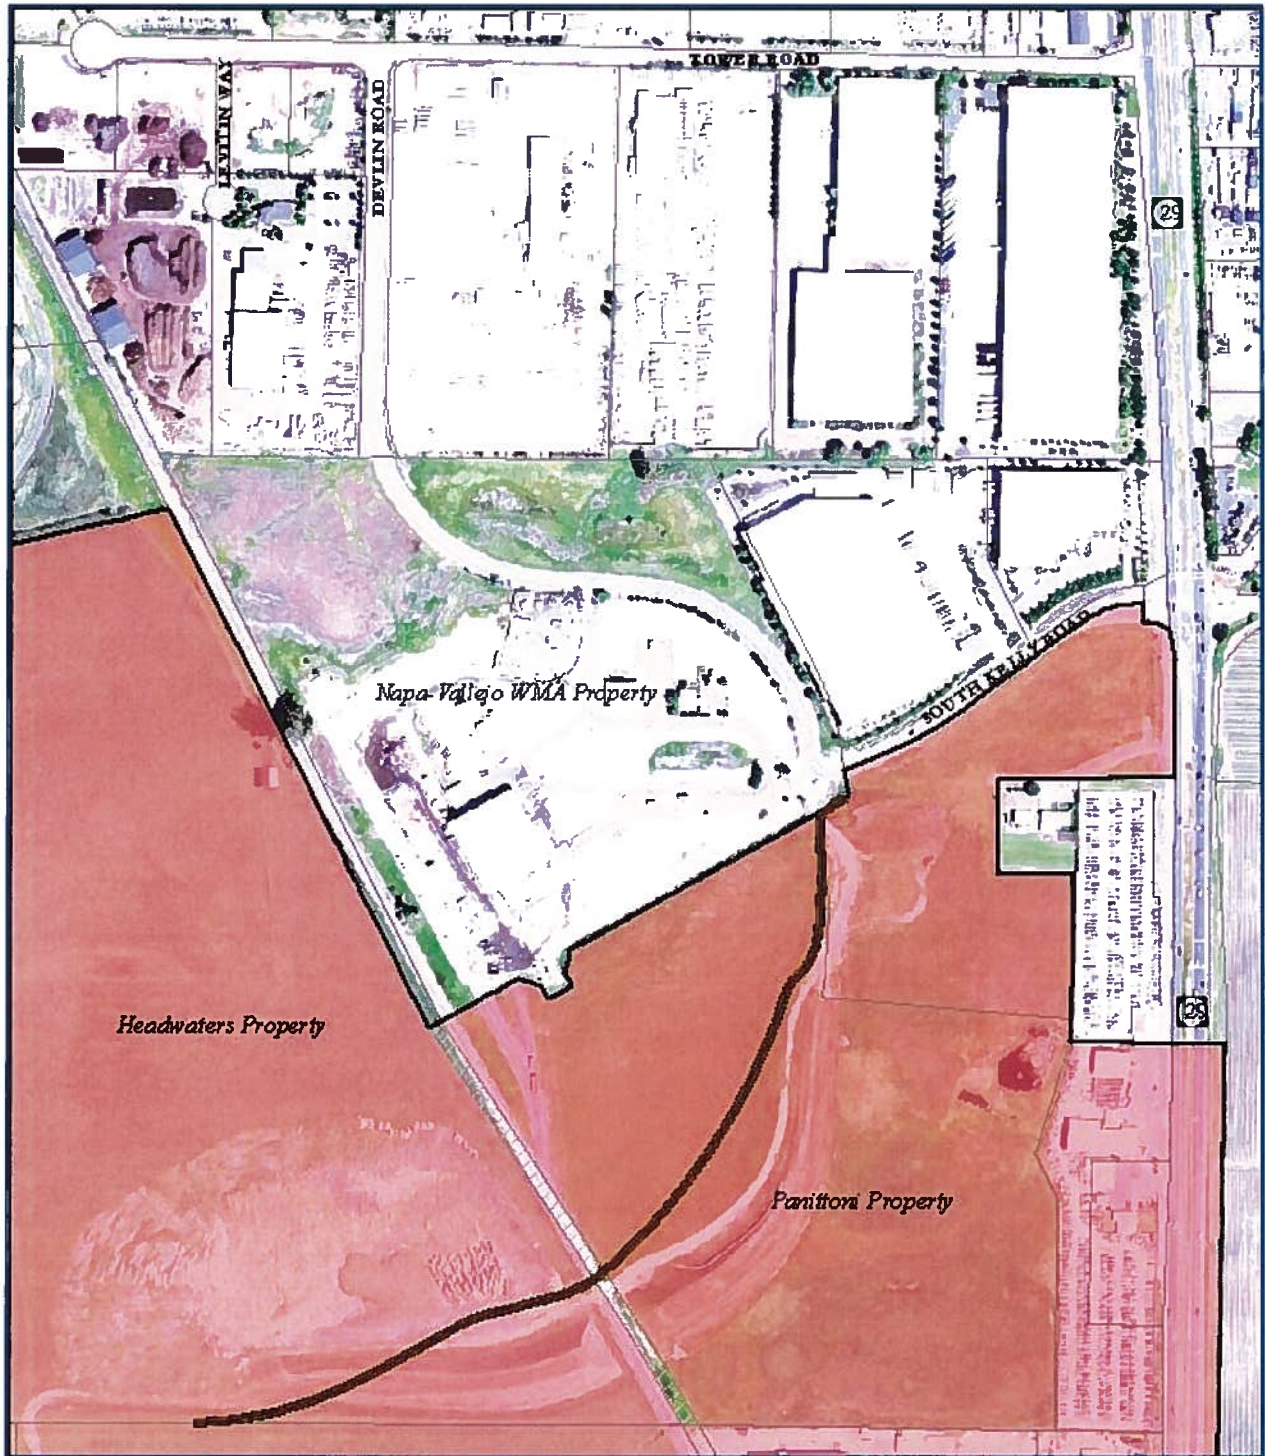 TOWER ROAD
LEVITIN WAY
DEVLIN ROAD
29
Napa-Vallejo WMA Property
SOUTH KELLY ROAD
Headwaters Property
29
Panittoni Property